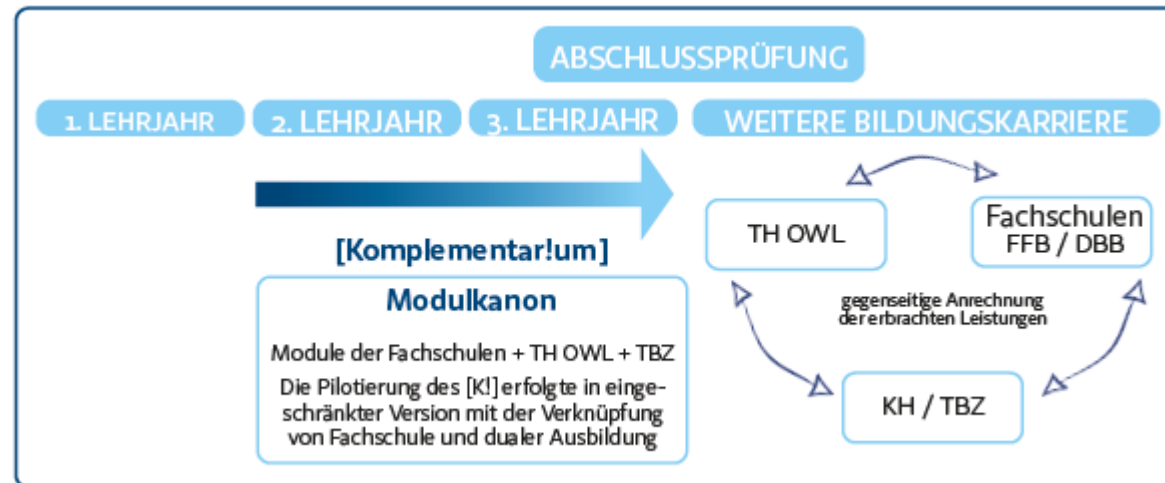 ABSCHLUSSPRÜFUNG
1. LEHRJAHR
2. LEHRJAHR
3. LEHRJAHR
WEITERE BILDUNGSKARRIERE
[Komplementar!um]
Modulkanon
Module der Fachschulen + TH OWL + TBZ
Die Pilotierung des [K!] erfolgte in einge-
schränkter Version mit der Verknüpfung
von Fachschule und dualer Ausbildung
TH OWL
Fachschulen
FFB / DBB
gegenseitige Anrechnung
der erbrachten Leistungen
KH / TBZ